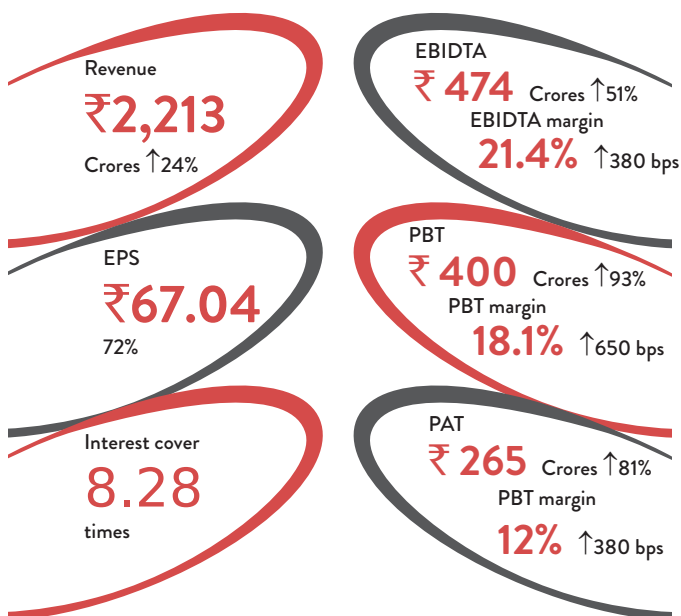 Revenue
₹2,213
Crores ↑24%
EBIDTA
₹ 474 Crores ↑51%
EBIDTA margin
21.4% ↑380 bps
EPS
₹67.04
72%
PBT
₹ 400 Crores ↑93%
PBT margin
18.1% ↑650 bps
Interest cover
8.28
times
PAT
₹ 265 Crores ↑81%
PBT margin
12% ↑380 bps